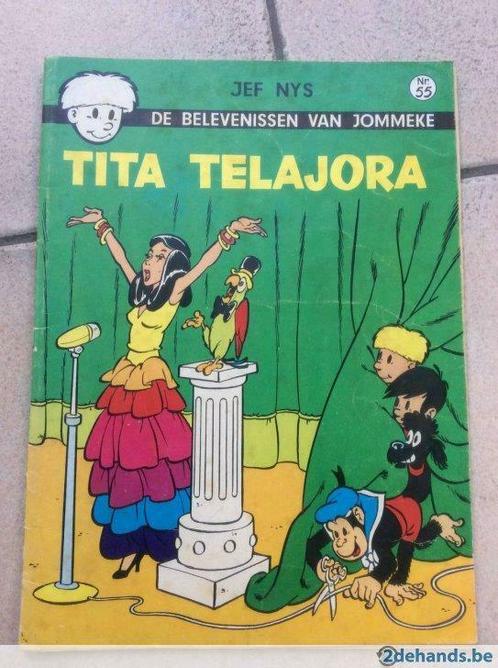 JEF NYS
Nr.
55
DE BELEVENISSEN VAN JOMMEKE
TITA TELAJORA
2dehands.be